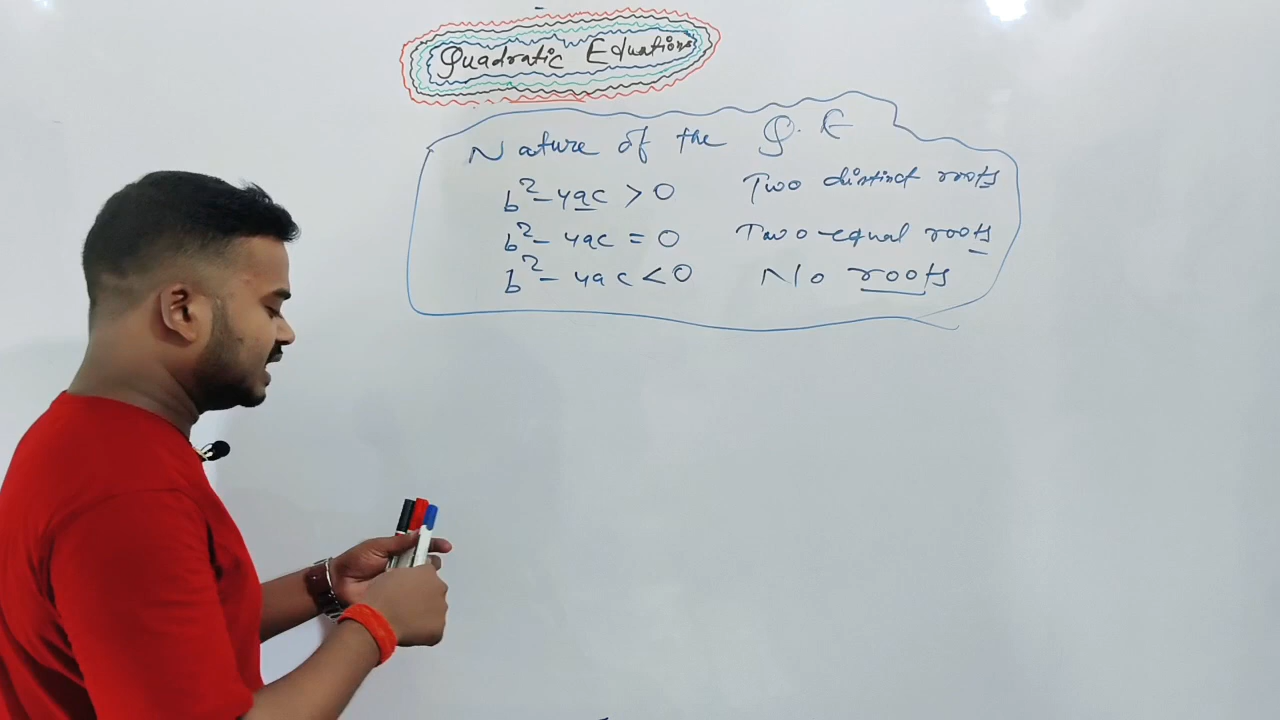 Quadratic Equations
Nature of the Q. E
b²-4ac > 0 Two distinct roots
b²-4ac = 0 Two equal roots
b²-4ac < 0 No roots